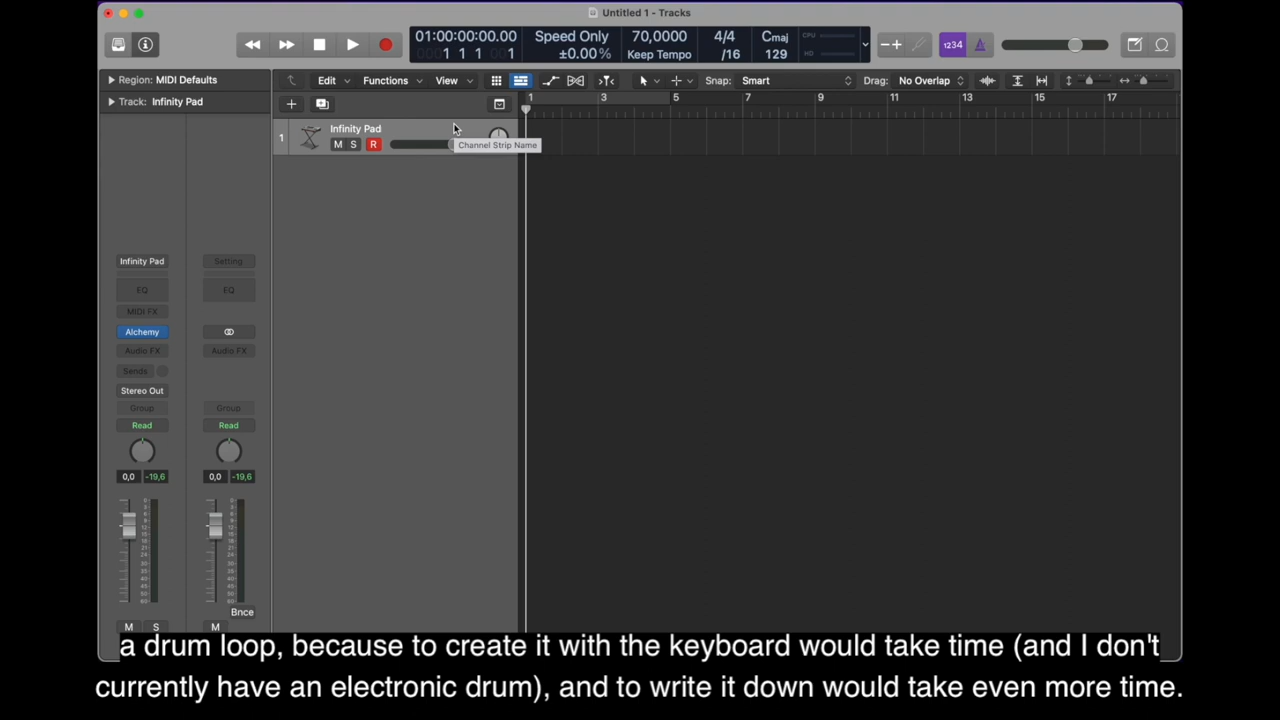 Untitled 1 - Tracks
01:00:00:00.00
1 1 1 1
Speed Only
±0.00%
70,0000
Keep Tempo
4/4
/16
Cmaj
129
CPU
HD
1234
Region: MIDI Defaults
Track: Infinity Pad
Edit
Functions
View
Snap:
Smart
Drag:
No Overlap
1 3 5 7 9 11 13 15 17
1
Infinity Pad
M S R
Channel Strip Name
Infinity Pad
Setting
EQ
EQ
MIDI FX
Alchemy
Audio FX
Audio FX
Sends
Stereo Out
Group
Group
Read
Read
0,0 -19,6
0,0 -19,6
Bnce
M S
M
a drum loop, because to create it with the keyboard would take time (and I don't
currently have an electronic drum), and to write it down would take even more time.